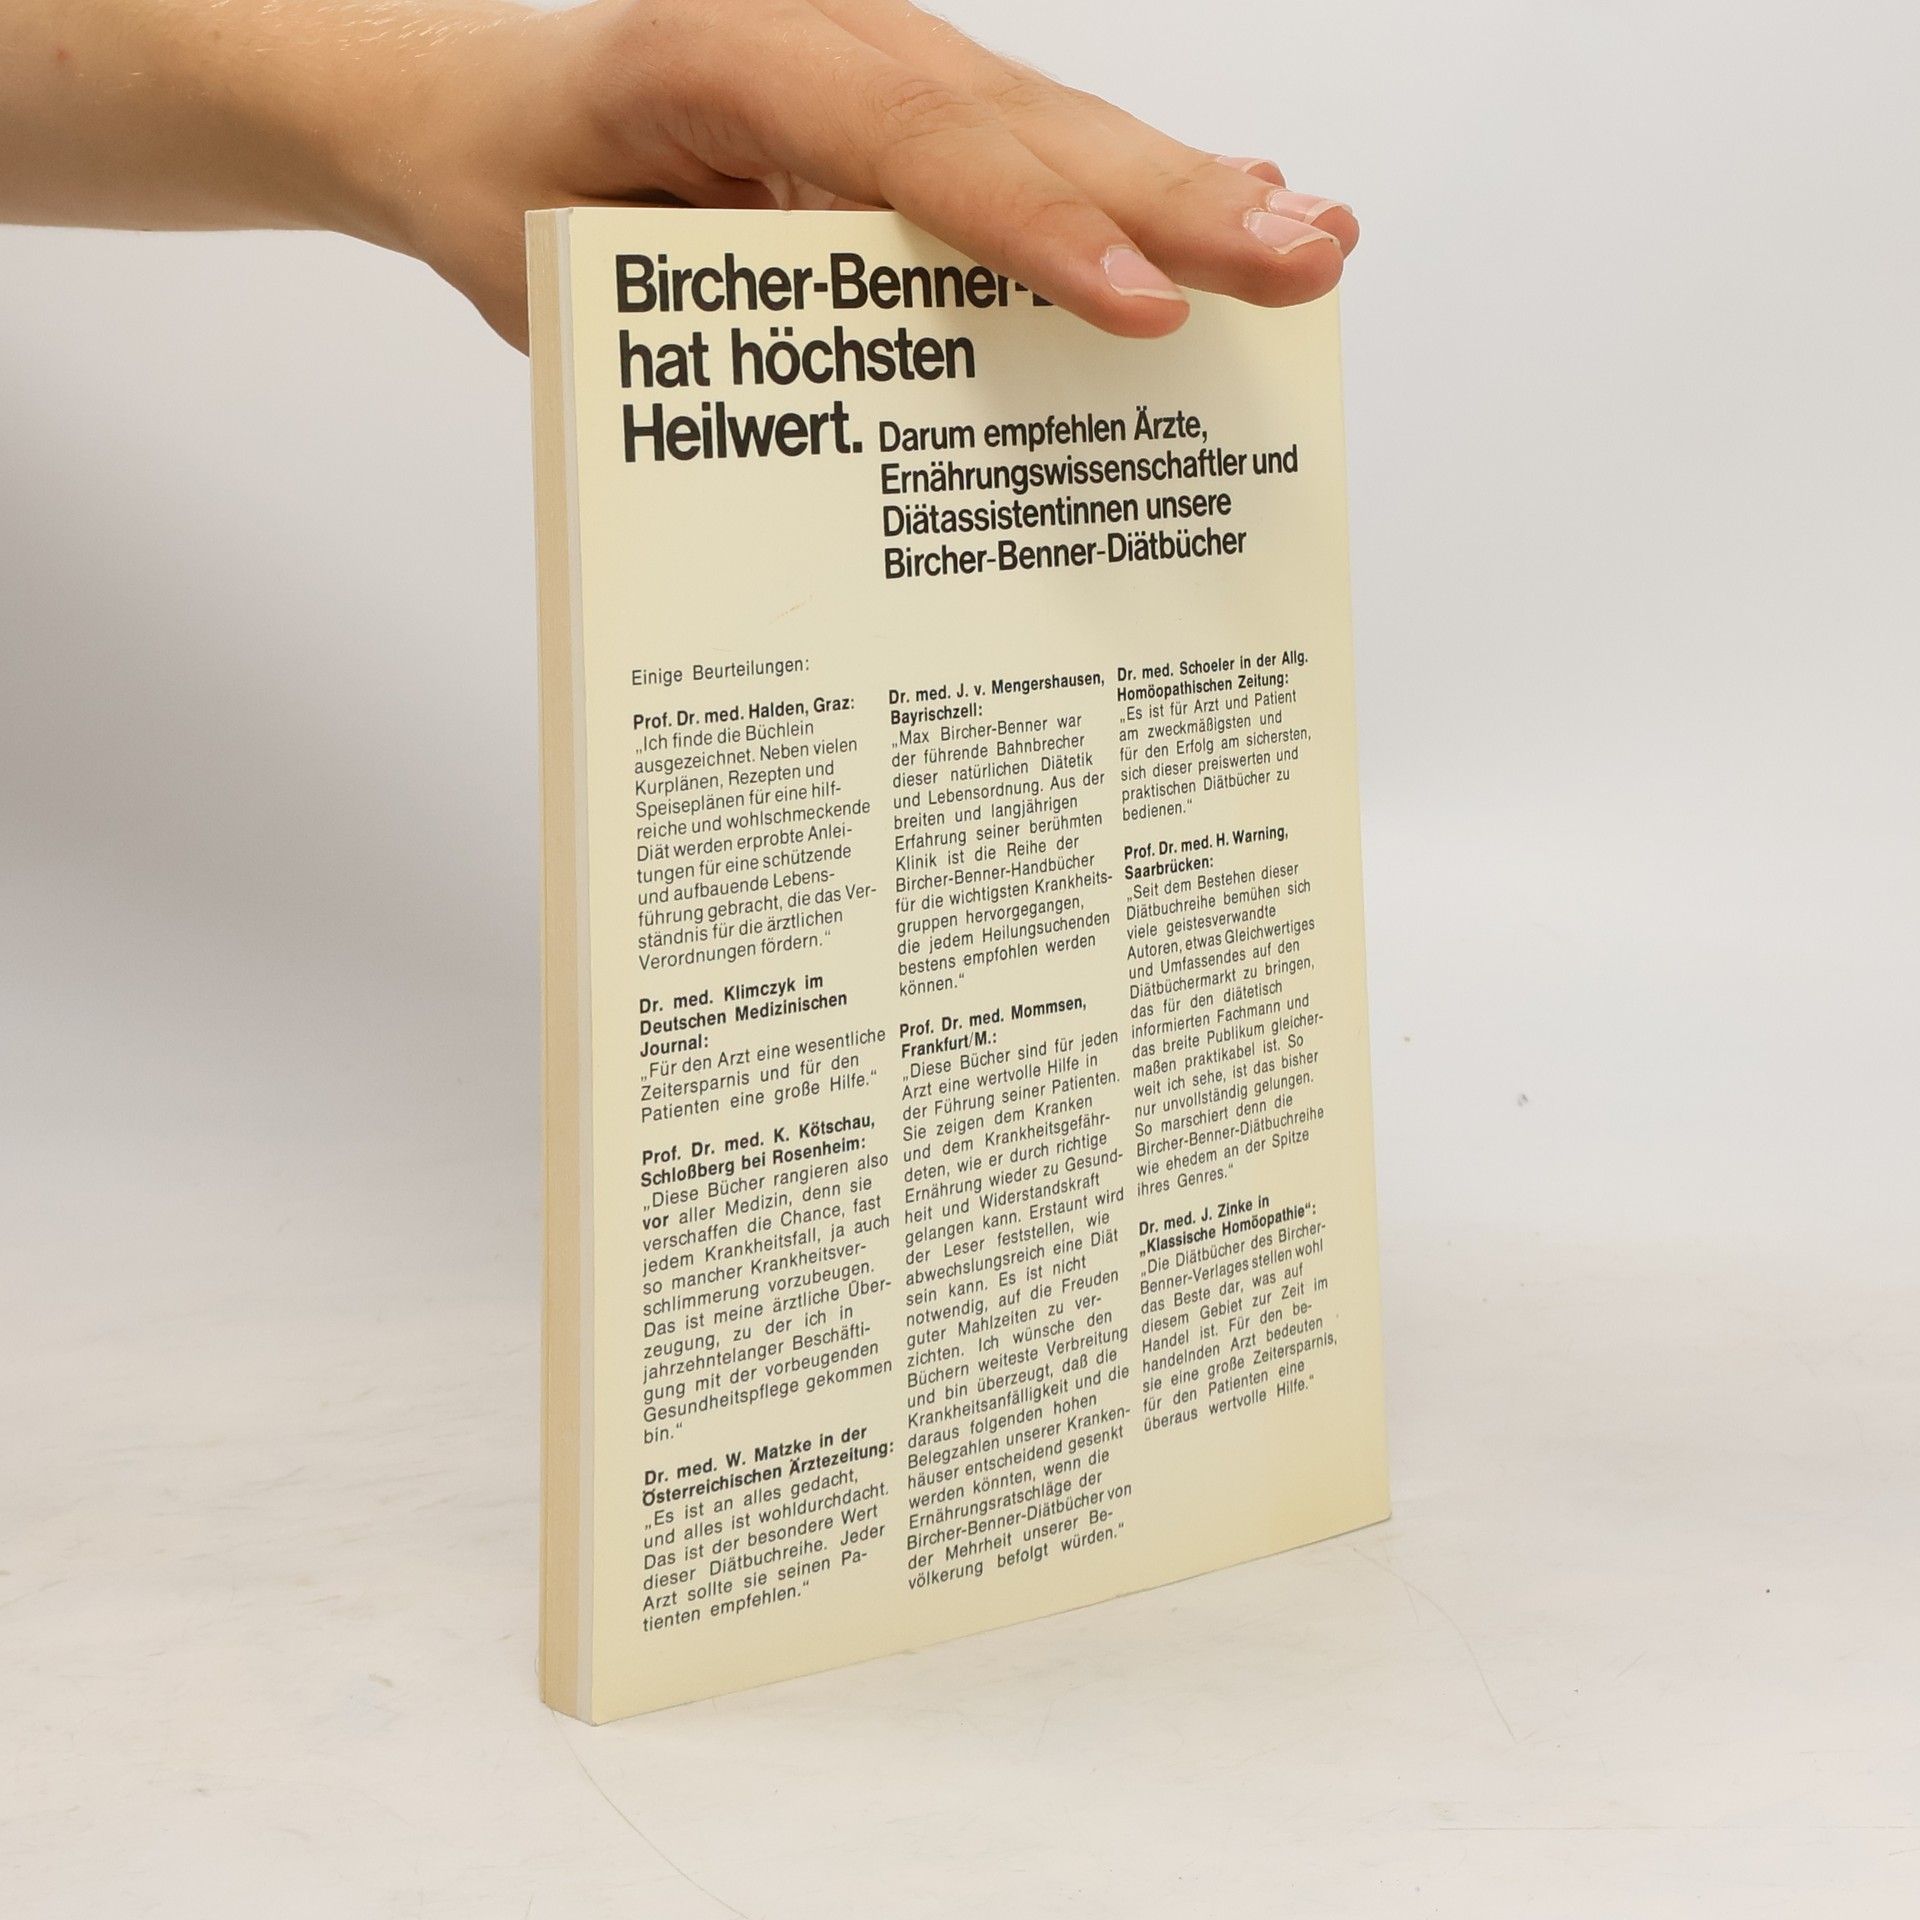 Bircher-Benner-
hat höchsten
Heilwert.
Darum empfehlen Ärzte,
Ernährungswissenschaftler und
Diätassistentinnen unsere
Bircher-Benner-Diätbücher
Einige Beurteilungen:
Prof. Dr. med. Halden, Graz:
„Ich finde die Büchlein
ausgezeichnet. Neben vielen
Kurplänen, Rezepten und
Speiseplänen für eine hilf-
reiche und wohlschmeckende
Diät werden erprobte Anlei-
tungen für eine schützende
und aufbauende Lebens-
führung gebracht, die das Ver-
ständnis für die ärztlichen
Verordnungen fördern.“
Dr. med. Klimczyk im
Deutschen Medizinischen
Journal:
„Für den Arzt eine wesentliche
Zeitersparnis und für den
Patienten eine große Hilfe.“
Prof. Dr. med. K. Kötschau,
Schloßberg bei Rosenheim:
„Diese Bücher rangieren also
vor aller Medizin, denn sie
verschaffen die Chance, fast
jedem Krankheitsfall, ja auch
so mancher Krankheitsver-
schlimmerung vorzubeugen.
Das ist meine ärztliche Über-
zeugung, zu der ich in
jahrzehntelanger Beschäfti-
gung mit der vorbeugenden
Gesundheitspflege gekommen
bin.“
Dr. med. W. Matzke in der
Österreichischen Ärztezeitung:
„Es ist an alles gedacht,
und alles ist wohldurchdacht.
Das ist der besondere Wert
dieser Diätbuchreihe. Jeder
Arzt sollte sie seinen Pa-
tienten empfehlen.“
Dr. med. J. v. Mengershausen,
Bayrischzell:
„Max Bircher-Benner war
der führende Bahnbrecher
dieser natürlichen Diätetik
und Lebensordnung. Aus der
breiten und langjährigen
Erfahrung seiner berühmten
Klinik ist die Reihe der
Bircher-Benner-Handbücher
für die wichtigsten Krankheits-
gruppen hervorgegangen,
die jedem Heilungsuchenden
bestens empfohlen werden
können.“
Prof. Dr. med. Mommsen,
Frankfurt/M.:
„Diese Bücher sind für jeden
Arzt eine wertvolle Hilfe in
der Führung seiner Patienten.
Sie zeigen dem Kranken
und dem Krankheitsgefähr-
deten, wie er durch richtige
Ernährung wieder zu Gesund-
heit und Widerstandskraft
gelangen kann. Erstaunt wird
der Leser feststellen, wie
abwechslungsreich eine Diät
sein kann. Es ist nicht
notwendig, auf die Freuden
guter Mahlzeiten zu ver-
zichten. Ich wünsche den
Büchern weiteste Verbreitung
und bin überzeugt, daß die
Krankheitsanfälligkeit und die
daraus folgenden hohen
Belegzahlen unserer Kranken-
häuser entscheidend gesenkt
werden könnten, wenn die
Ernährungsratschläge der
Bircher-Benner-Diätbücher von
der Mehrheit unserer Be-
völkerung befolgt würden.“
Dr. med. Schoeler in der Allg.
Homöopathischen Zeitung:
„Es ist für Arzt und Patient
am zweckmäßigsten und
für den Erfolg am sichersten,
sich dieser preiswerten und
praktischen Diätbücher zu
bedienen.“
Prof. Dr. med. H. Warning,
Saarbrücken:
„Seit dem Bestehen dieser
Diätbuchreihe bemühen sich
viele geistesverwandte
Autoren, etwas Gleichwertiges
und Umfassendes auf den
Diätbüchermarkt zu bringen,
das für den diätetisch
informierten Fachmann und
das breite Publikum gleicher-
maßen praktikabel ist. So
weit ich sehe, ist das bisher
nur unvollständig gelungen.
So marschiert denn die
Bircher-Benner-Diätbuchreihe
wie ehedem an der Spitze
ihres Genres.“
Dr. med. J. Zinke in
„Klassische Homöopathie“:
„Die Diätbücher des Bircher-
Benner-Verlages stellen wohl
das Beste dar, was auf
diesem Gebiet zur Zeit im
Handel ist. Für den be-
handelnden Arzt bedeuten
sie eine große Zeitersparnis,
für den Patienten eine
überaus wertvolle Hilfe.“